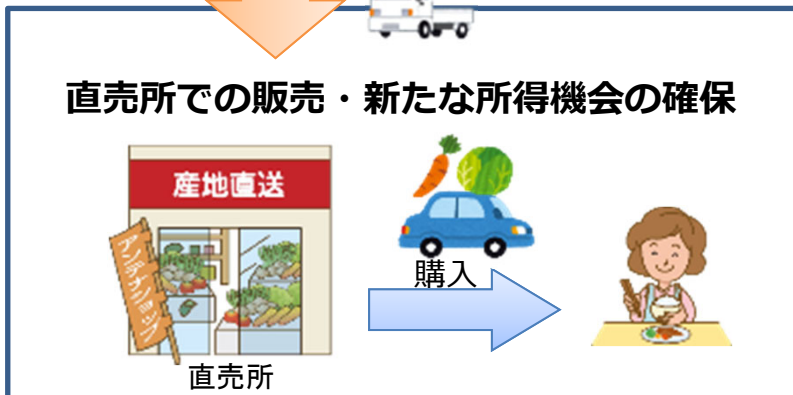 直売所での販売・新たな所得機会の確保
産地直送
アンテナショップ
購入
直売所